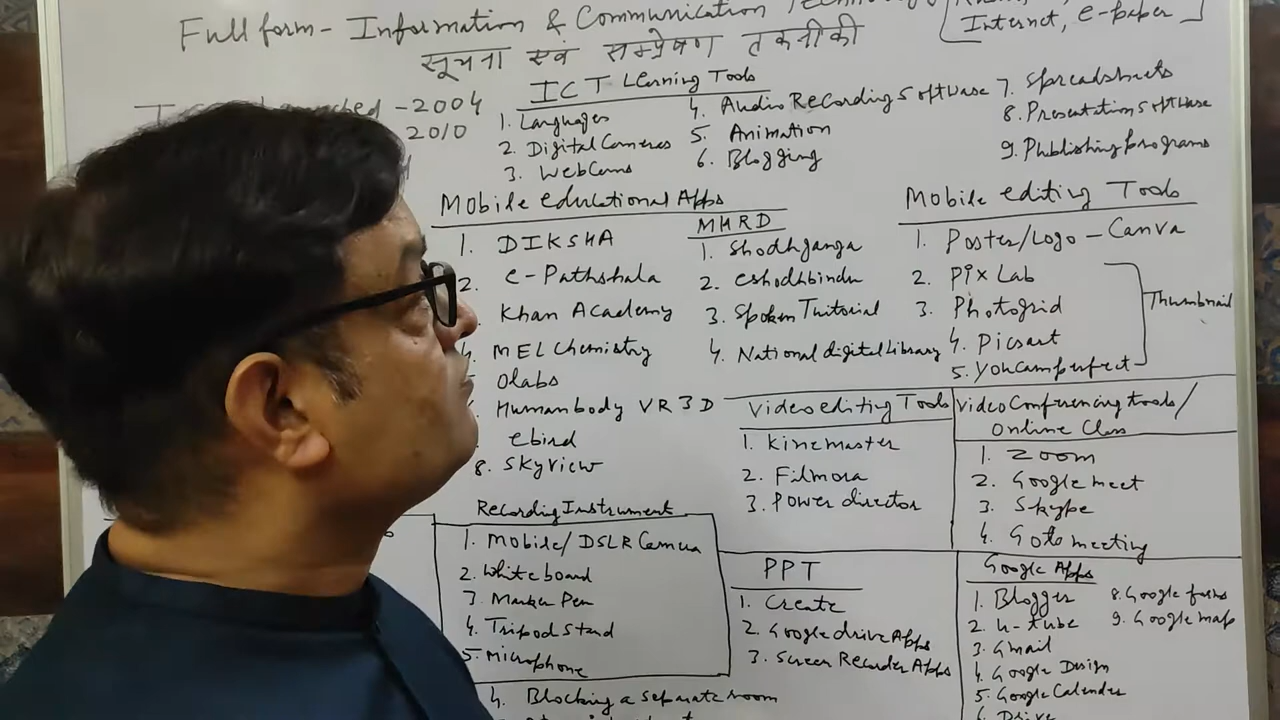 Full form - Information & Communication
Internet, e-paper
सूचना एवं सम्प्रेषण तकनीकी
- 2004
2010
ICT Learning Tools
1. Languages
2. Digital Cameras
3. Webcams
4. Audio Recording Software
5. Animation
6. Blogging
7. Spreadsheets
8. Presentation Software
9. Publishing Programs
Mobile educational Apps
1. DIKSHA
2. e-Pathshala
Khan Academy
4. MEL Chemistry
Olabs
Humanbody VR 3D
ebird
8. Skyview
MHRD
1. Shodhganga
2. eshodhbindu
3. Spoken Tutorial
4. National digital Library
Mobile editing Tools
1. Poster/Logo - Canva
2. Pix Lab
3. Photogrid
4. Picsart
5. Youcamperfect
Thumbnail
Video editing Tools
1. Kinemaster
2. Filmora
3. Power director
Video Conferencing tools/
Online Class
1. Zoom
2. Google meet
3. Skype
4. Goto meeting
Recording Instrument
1. Mobile/DSLR Camera
2. White board
3. Marker Pen
4. Tripod Stand
5. Microphone
PPT
1. Create
2. Google drive Apps
3. Screen Recorder Apps
Google Apps
1. Blogger
2. U-tube
3. Gmail
4. Google Design
5. Google Calender
6. Drive
8. Google forms
9. Google map
4. Blocking a separate room